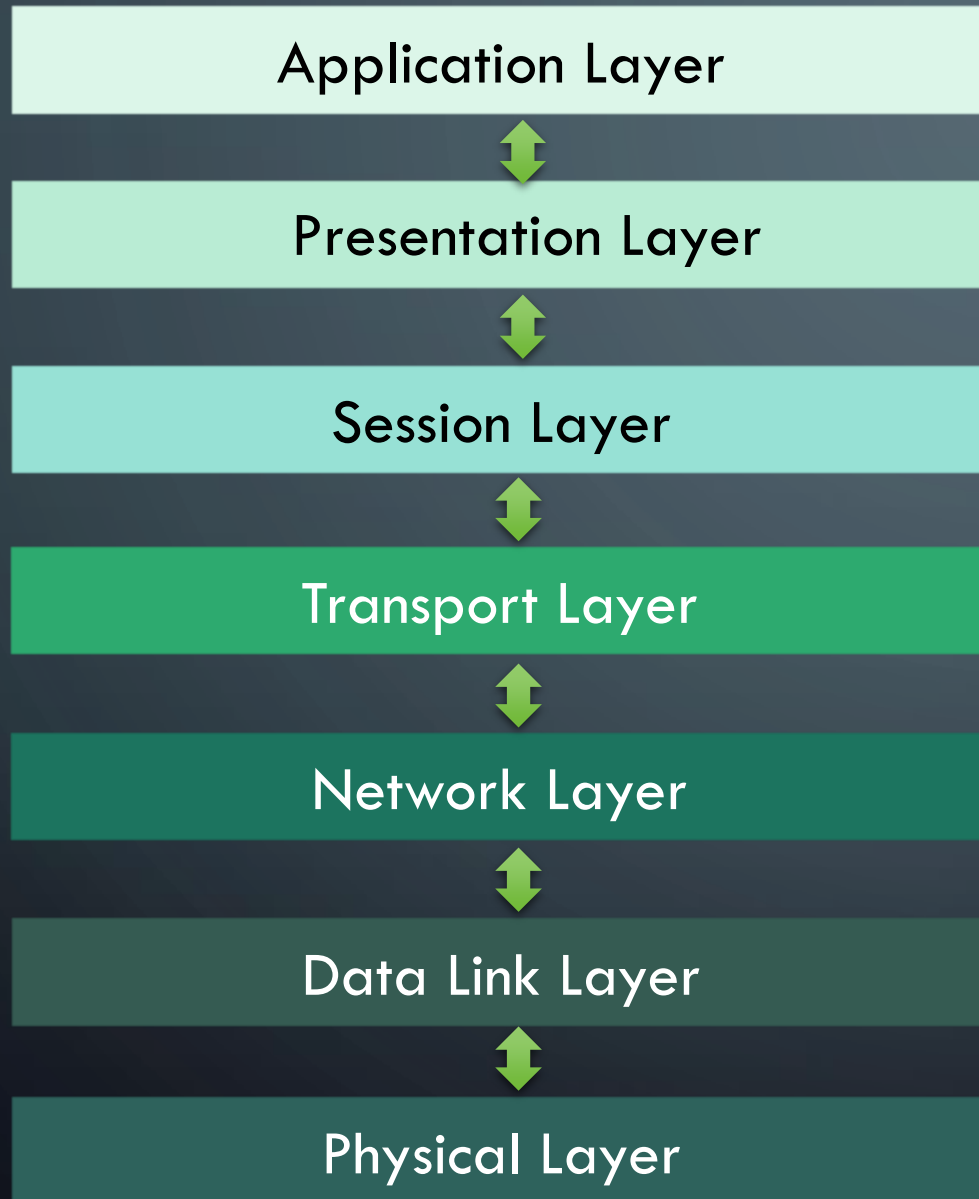 Application Layer
Presentation Layer
Session Layer
Transport Layer
Network Layer
Data Link Layer
Physical Layer